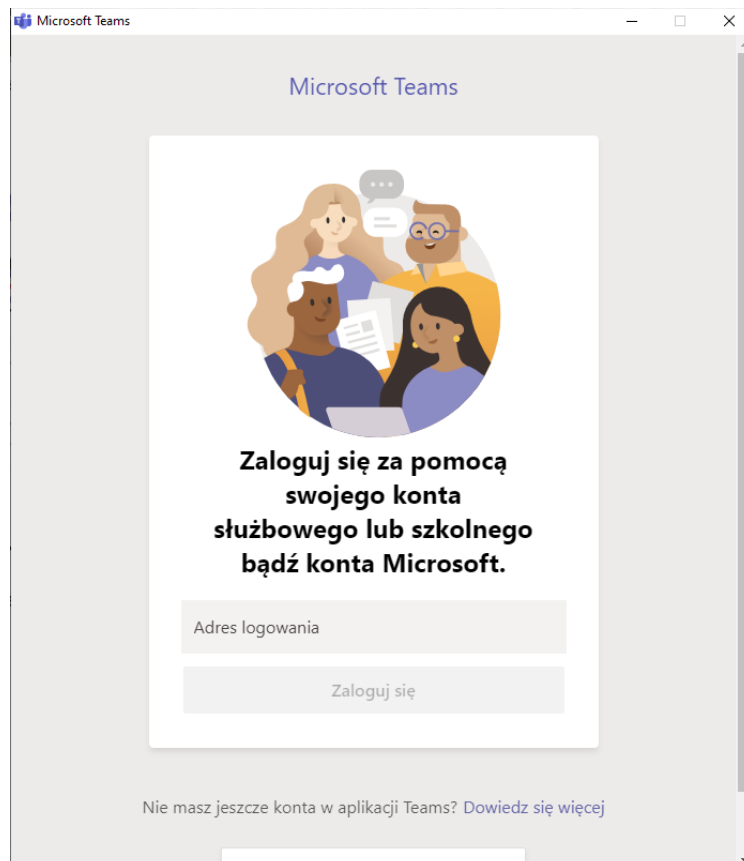 Microsoft Teams
Microsoft Teams
Zaloguj się za pomocą
swojego konta
służbowego lub szkolnego
bądź konta Microsoft.
Adres logowania
Zaloguj się
Nie masz jeszcze konta w aplikacji Teams? Dowiedz się więcej